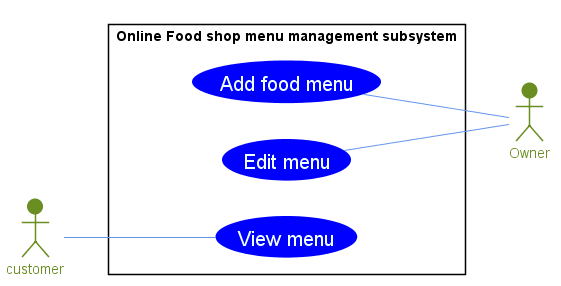 Online Food shop menu management subsystem
Add food menu
Owner
Edit menu
View menu
customer